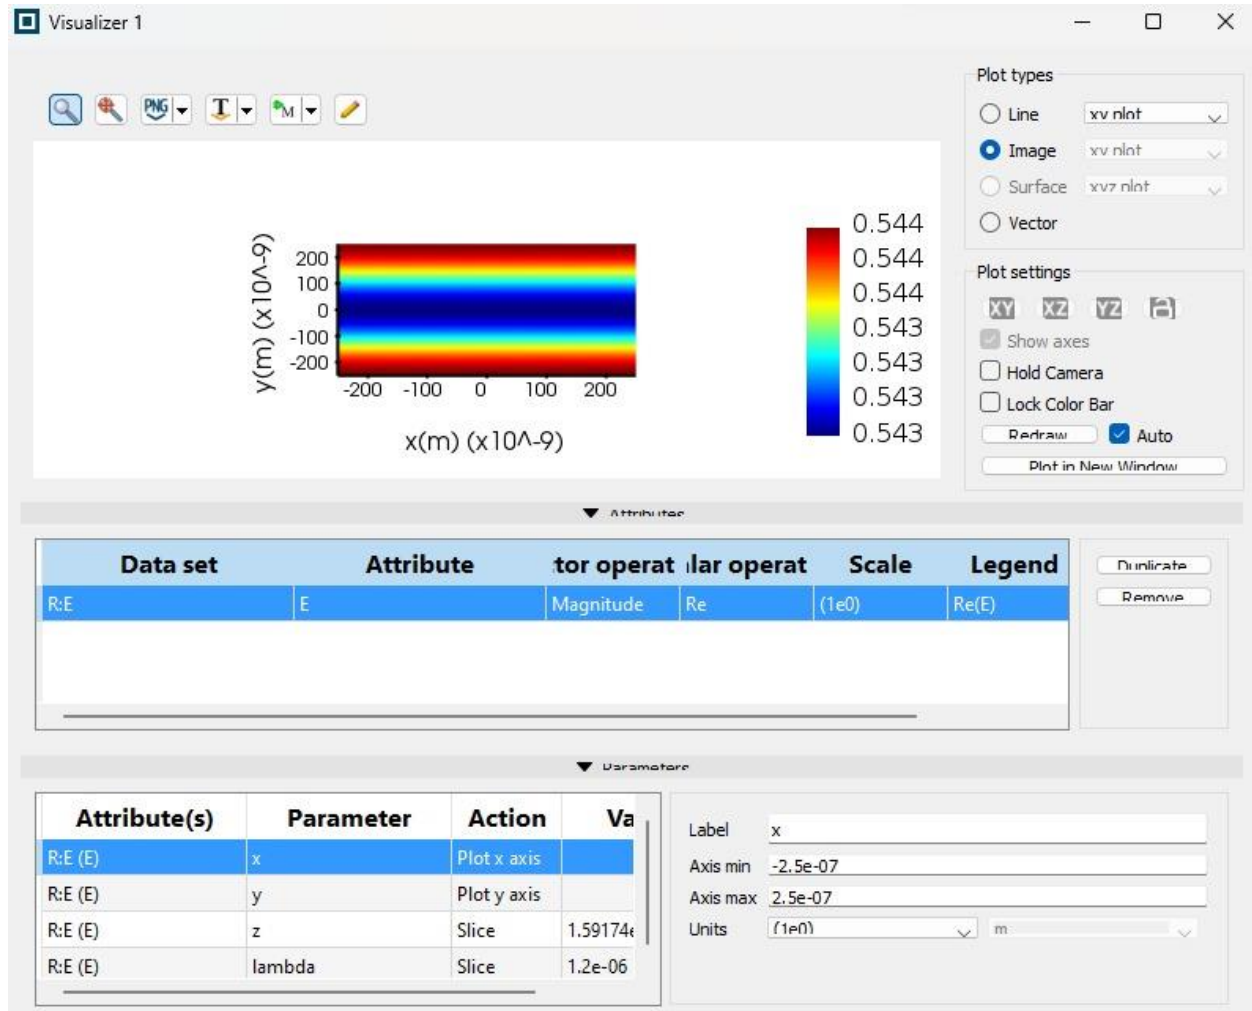 Visualizer 1
Plot types
PNG
T
M
Line
xy plot
Image
xy plot
Surface
xyz plot
Vector
0.544
0.544
0.544
0.543
0.543
0.543
0.543
y(m) (x10^-9)
200
100
0
-100
-200
-200 -100 0 100 200
x(m) (x10^-9)
Plot settings
XY XZ YZ
Show axes
Hold Camera
Lock Color Bar
Redraw
Auto
Plot in New Window
Attributes
Data set Attribute tor operat lar operat Scale Legend
R:E E Magnitude Re (1e0) Re(E)
Duplicate
Remove
Parameters
Attribute(s) Parameter Action Va
R:E (E) x Plot x axis
R:E (E) y Plot y axis
R:E (E) z Slice 1.59174e
R:E (E) lambda Slice 1.2e-06
Label x
Axis min -2.5e-07
Axis max 2.5e-07
Units (1e0) m